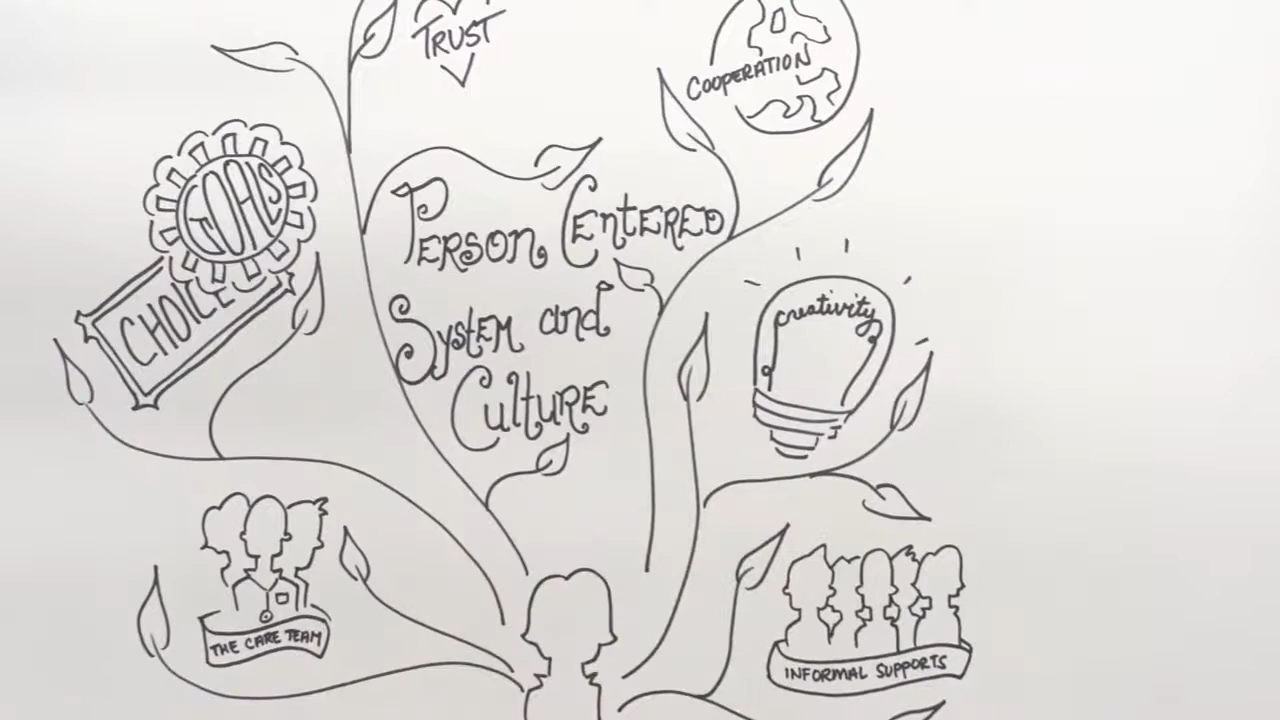 TRUST
COOPERATION
GOALS
CHOICE
PERSON CENTERED
SYSTEM and
CULTURE
creativity
THE CARE TEAM
INFORMAL SUPPORTS